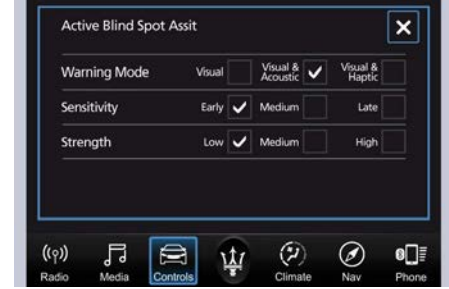 Active Blind Spot Assit
Warning Mode Visual Visual & Acoustic Visual & Haptic
Sensitivity Early Medium Late
Strength Low Medium High
Radio Media Controls Climate Nav Phone